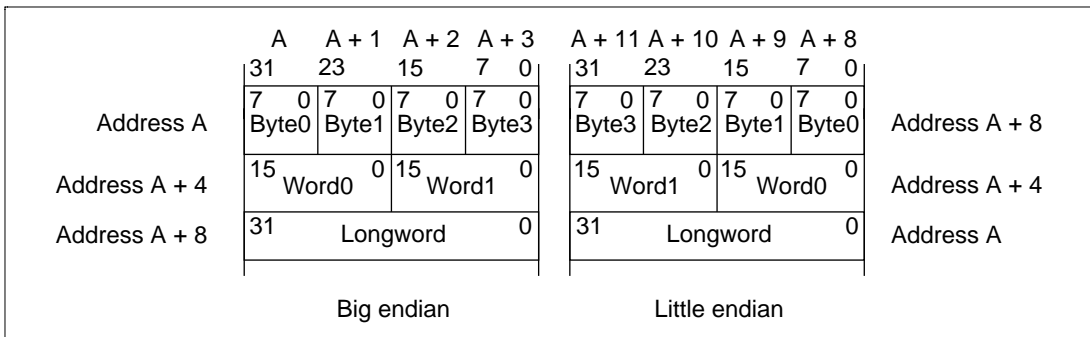 A A + 1 A + 2 A + 3 A + 11 A + 10 A + 9 A + 8
31 23 15 7 0 31 23 15 7 0
7 0 7 0 7 0 7 0 7 0 7 0 7 0 7 0
Address A Byte0 Byte1 Byte2 Byte3 Byte3 Byte2 Byte1 Byte0 Address A + 8
15 0 15 0 15 0 15 0
Address A + 4 Word0 Word1 Word1 Word0 Address A + 4
Address A + 8 31 Longword 0 31 Longword 0 Address A
Big endian Little endian